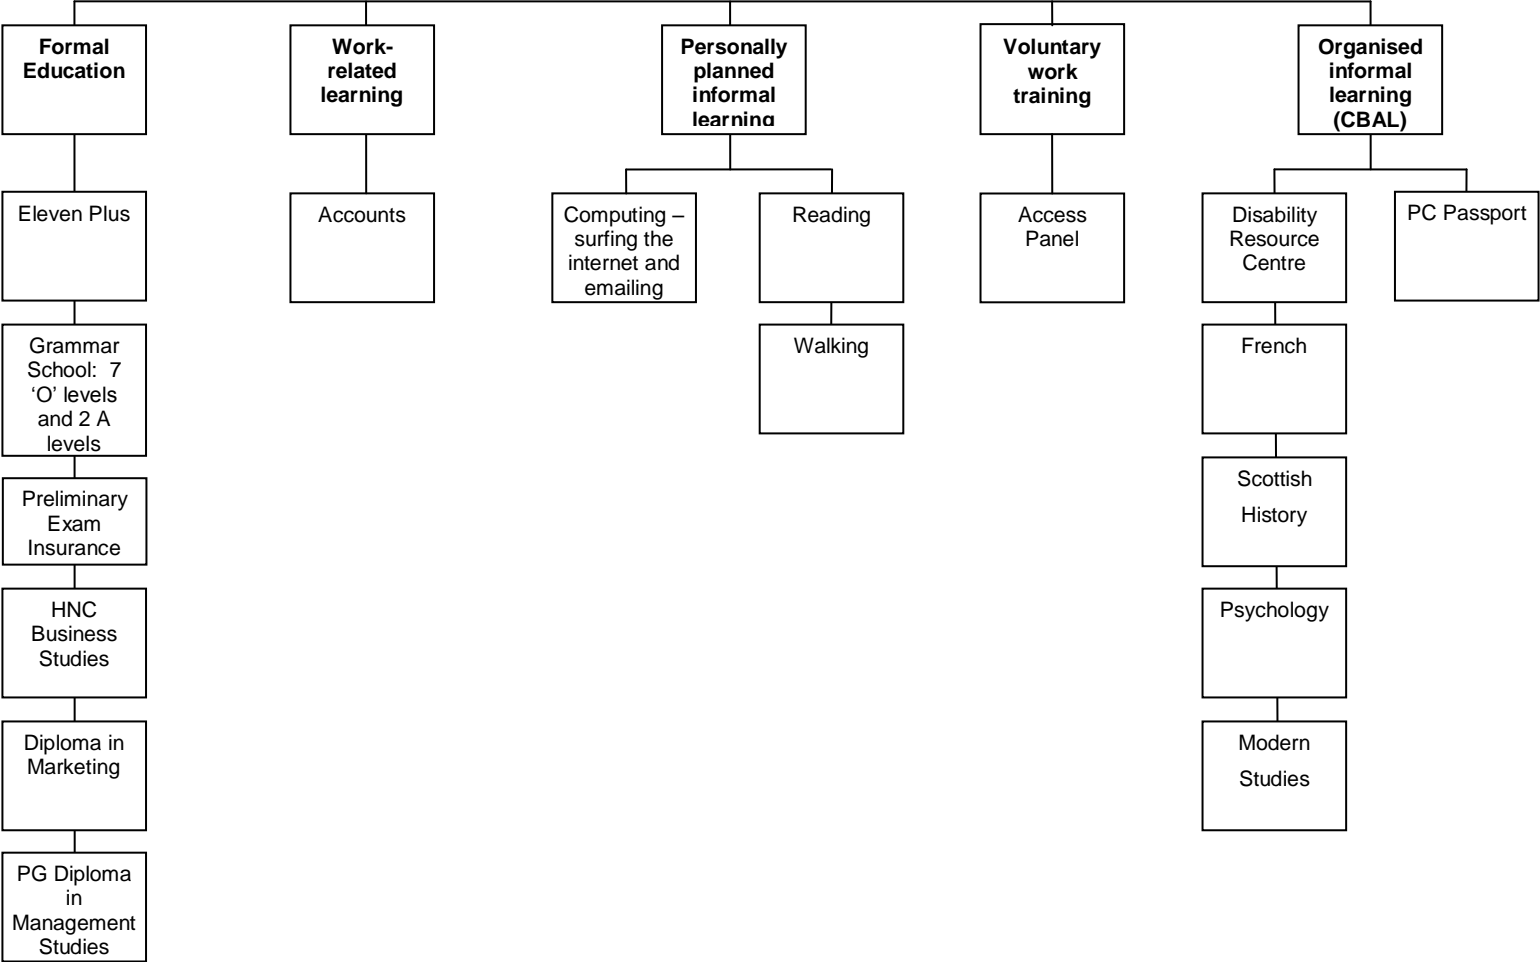 Formal
Education
Work-
related
learning
Personally
planned
informal
learning
Voluntary
work
training
Organised
informal
learning
(CBAL)
Eleven Plus
Accounts
Computing –
surfing the
internet and
emailing
Reading
Access
Panel
Disability
Resource
Centre
PC Passport
Grammar
School:  7
‘O’ levels
and 2 A
levels
Walking
French
Preliminary
Exam
Insurance
Scottish
History
HNC
Business
Studies
Psychology
Diploma in
Marketing
Modern
Studies
PG Diploma
in
Management
Studies